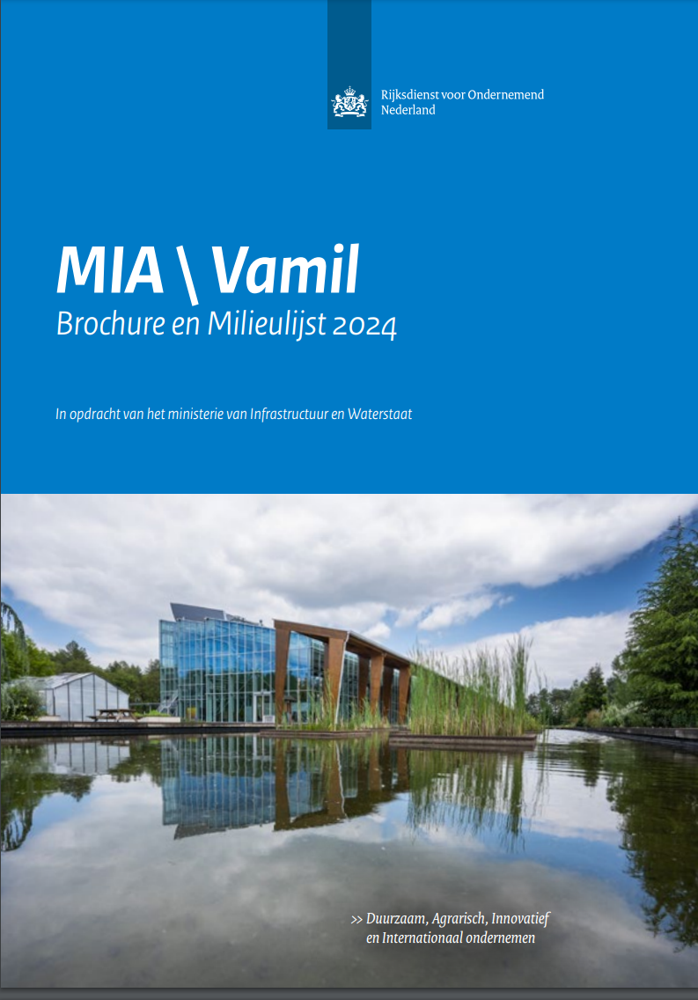 Rijksdienst voor Ondernemend
Nederland
MIA \ Vamil
Brochure en Milieulijst 2024
In opdracht van het ministerie van Infrastructuur en Waterstaat
>> Duurzaam, Agrarisch, Innovatief
en Internationaal ondernemen